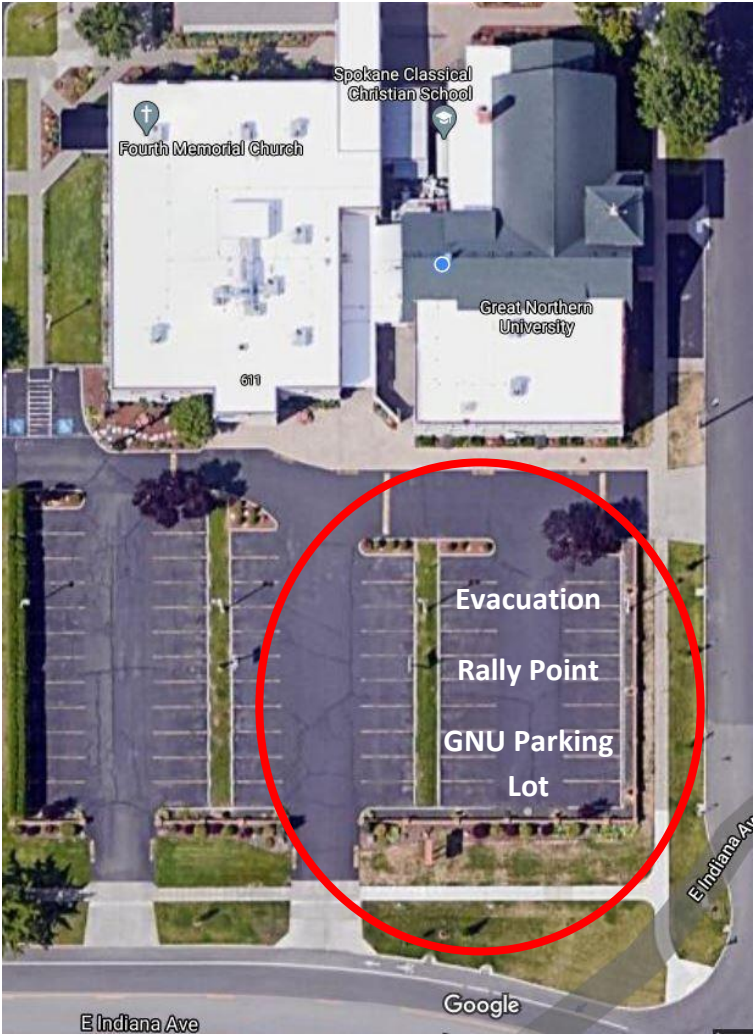 Spokane Classical
Christian School
Fourth Memorial Church
Great Northern
University
611
Evacuation
Rally Point
GNU Parking
Lot
E Indiana Av
Google
E Indiana Ave